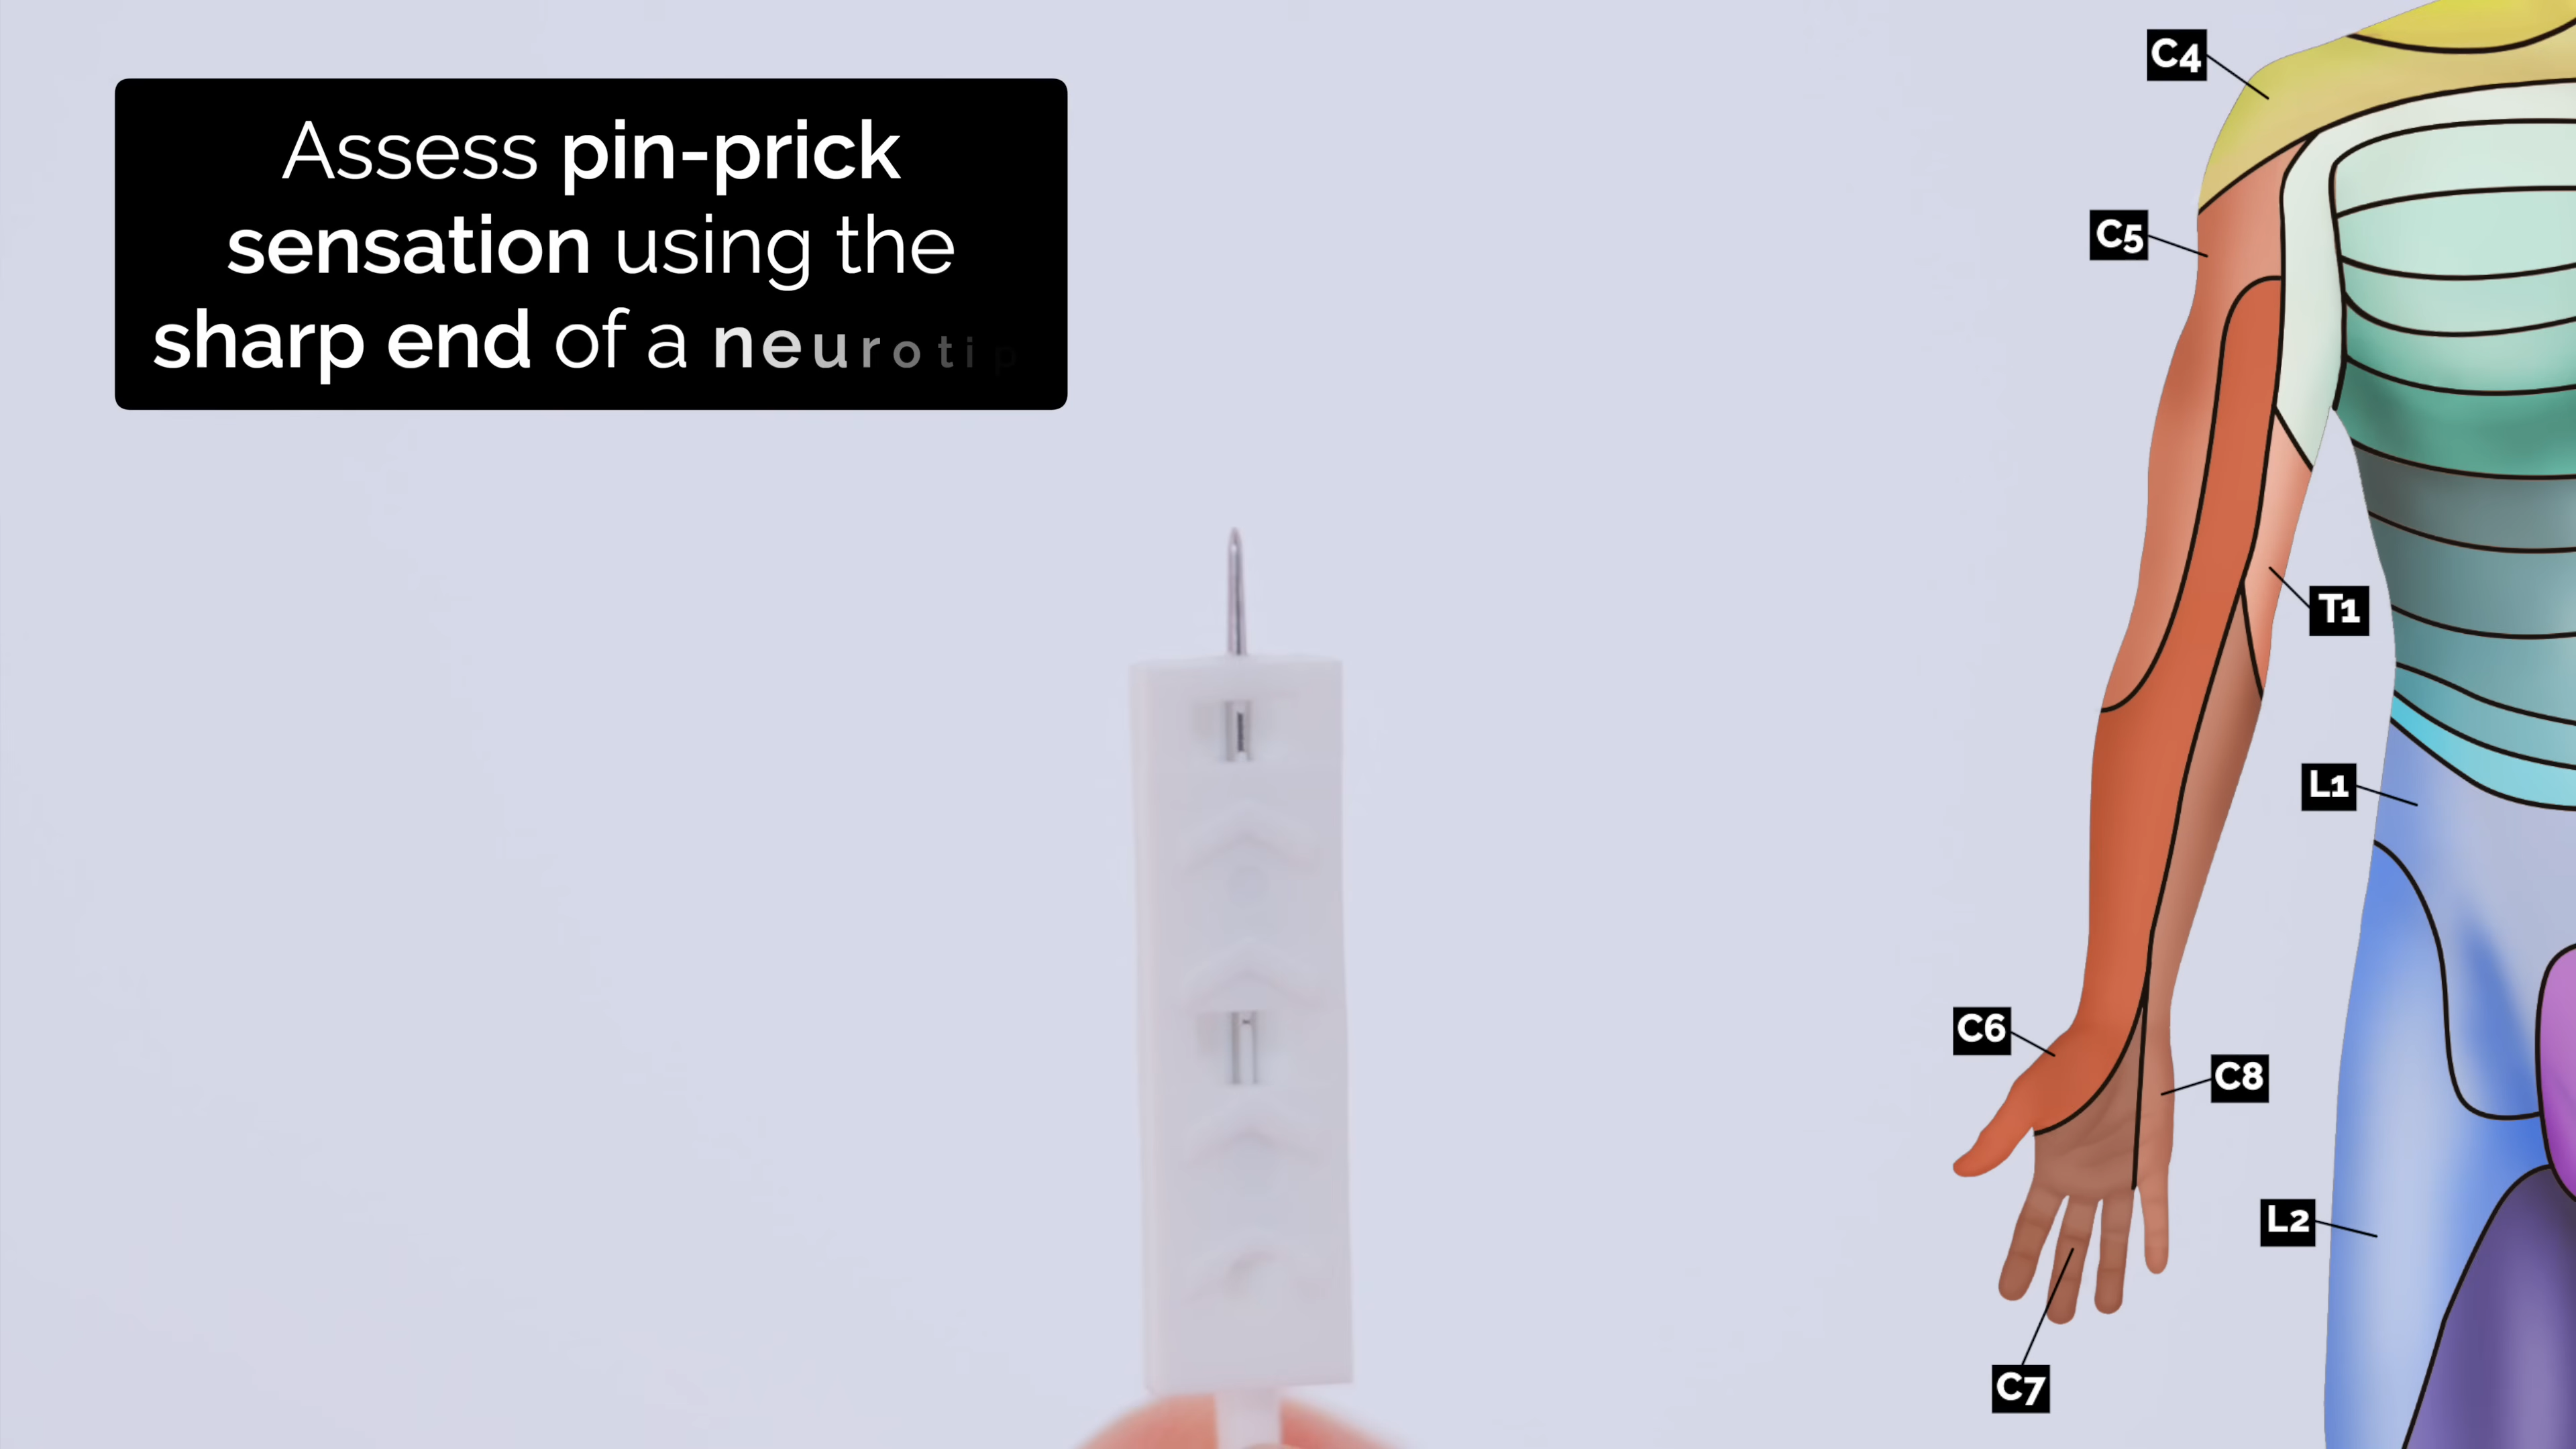 Assess pin-prick
sensation using the
sharp end of a neurotip
C4
C5
T1
L1
C6
C8
L2
C7